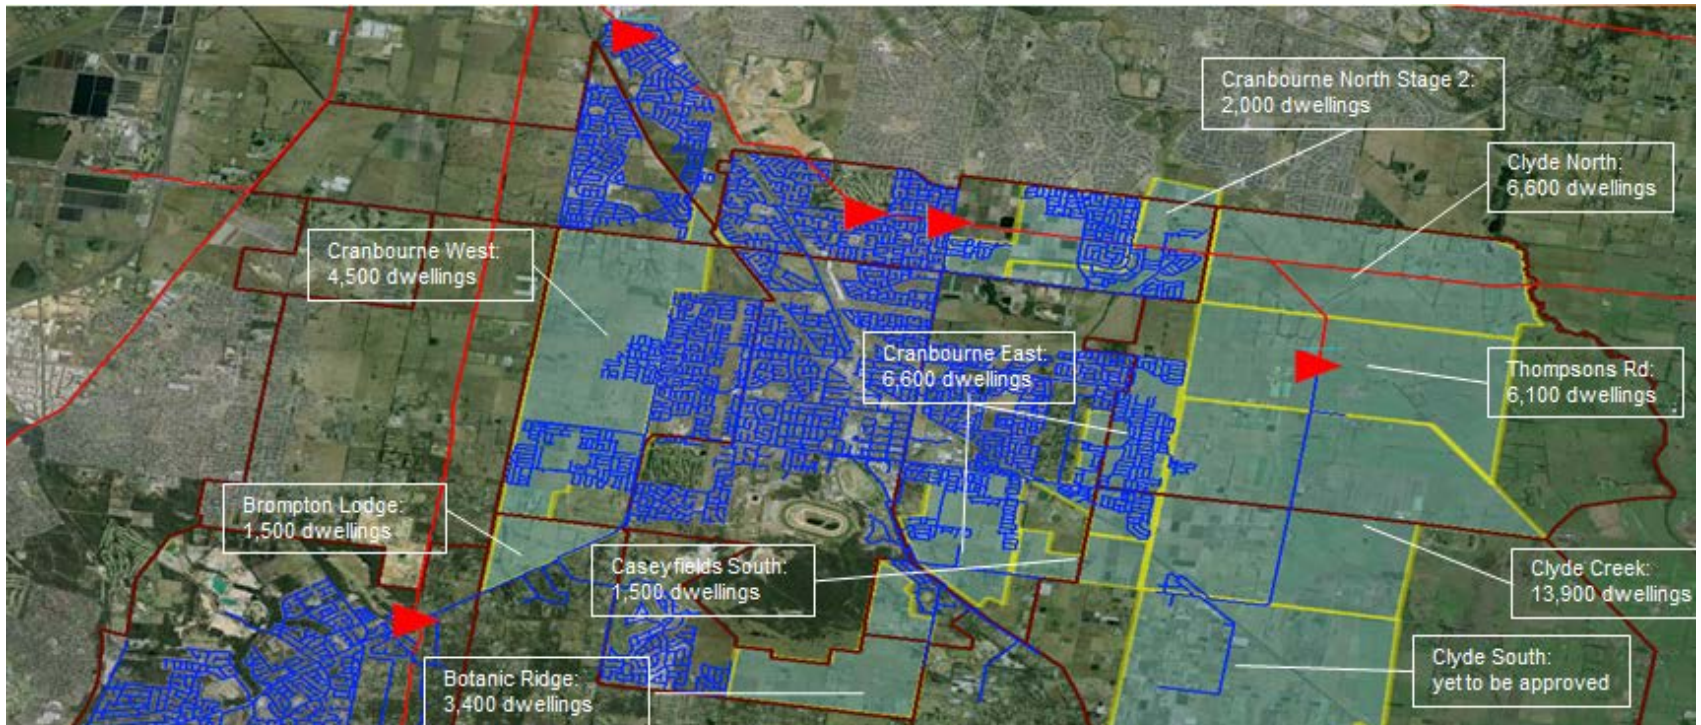 Cranbourne North Stage 2:
2,000 dwellings
Clyde North:
6,600 dwellings
Cranbourne West:
4,500 dwellings
Cranbourne East:
6,600 dwellings
Thompsons Rd:
6,100 dwellings
Brompton Lodge:
1,500 dwellings
Caseyfields South:
1,500 dwellings
Clyde Creek:
13,900 dwellings
Botanic Ridge:
3,400 dwellings
Clyde South:
yet to be approved